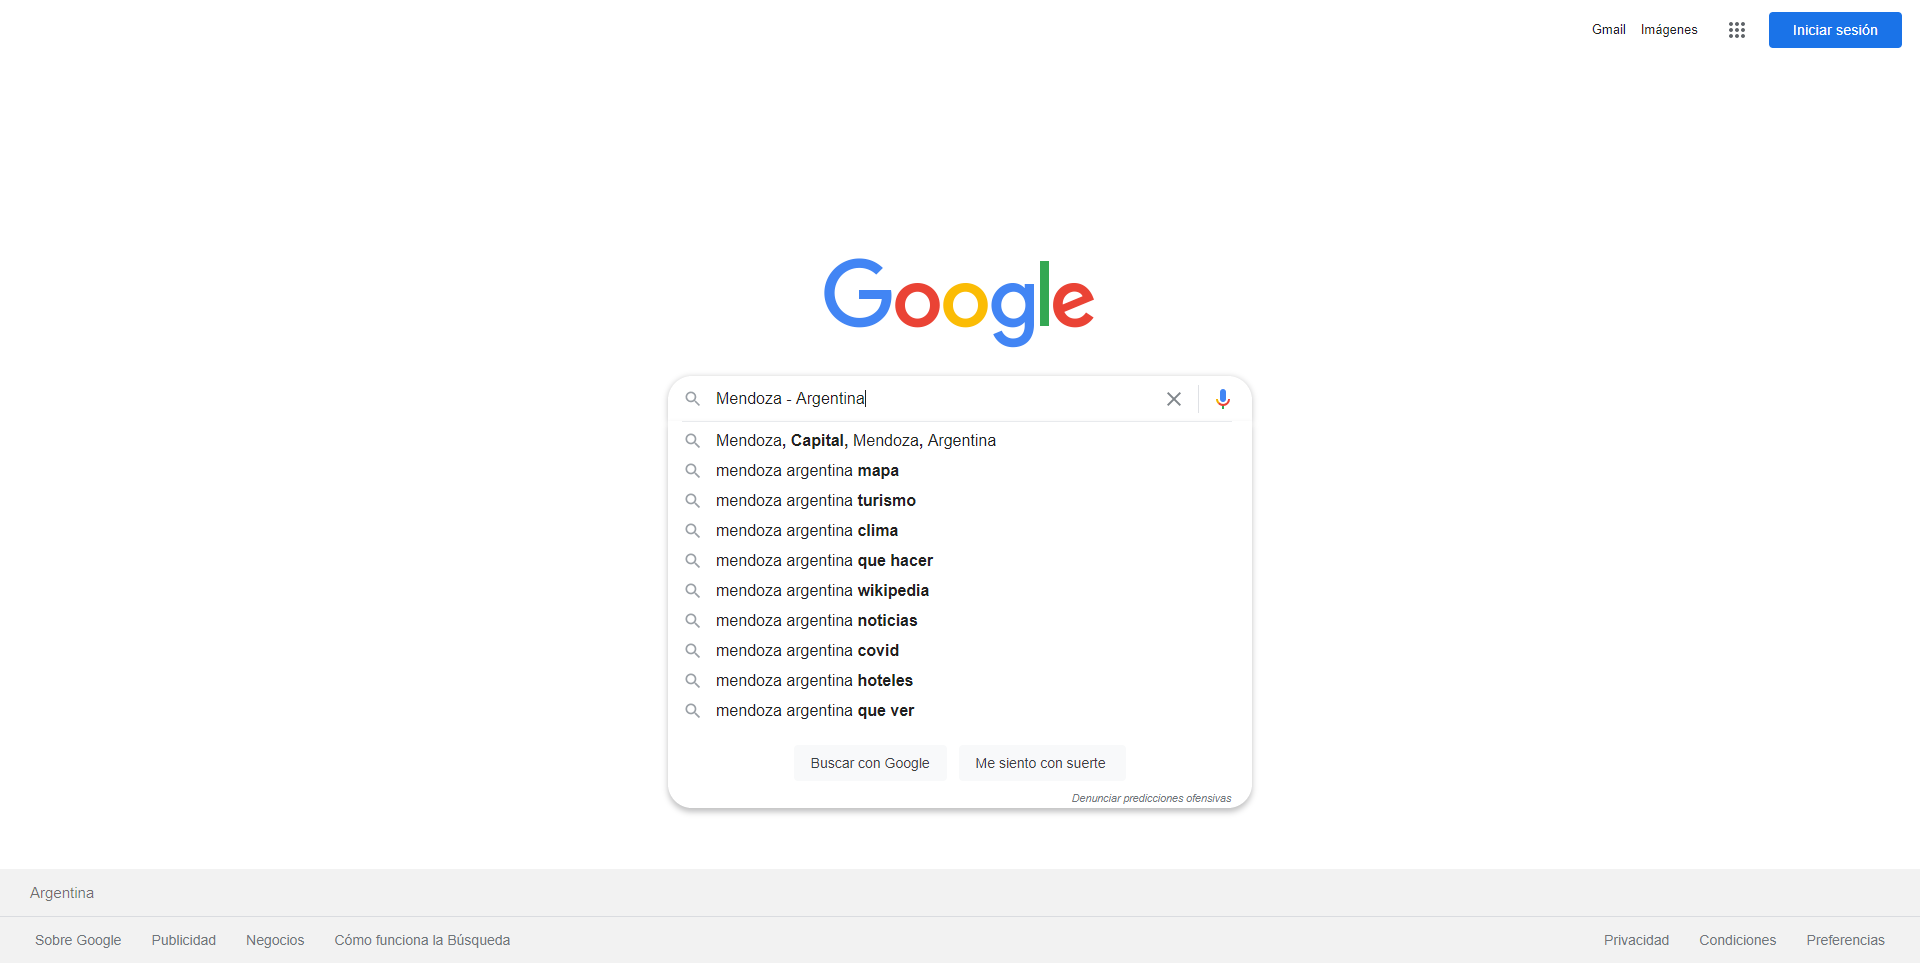 Gmail Imágenes Iniciar sesión
Google
Mendoza - Argentina
Mendoza, Capital, Mendoza, Argentina
mendoza argentina mapa
mendoza argentina turismo
mendoza argentina clima
mendoza argentina que hacer
mendoza argentina wikipedia
mendoza argentina noticias
mendoza argentina covid
mendoza argentina hoteles
mendoza argentina que ver
Buscar con Google Me siento con suerte
Denunciar predicciones ofensivas
Argentina
Sobre Google Publicidad Negocios Cómo funciona la Búsqueda Privacidad Condiciones Preferencias